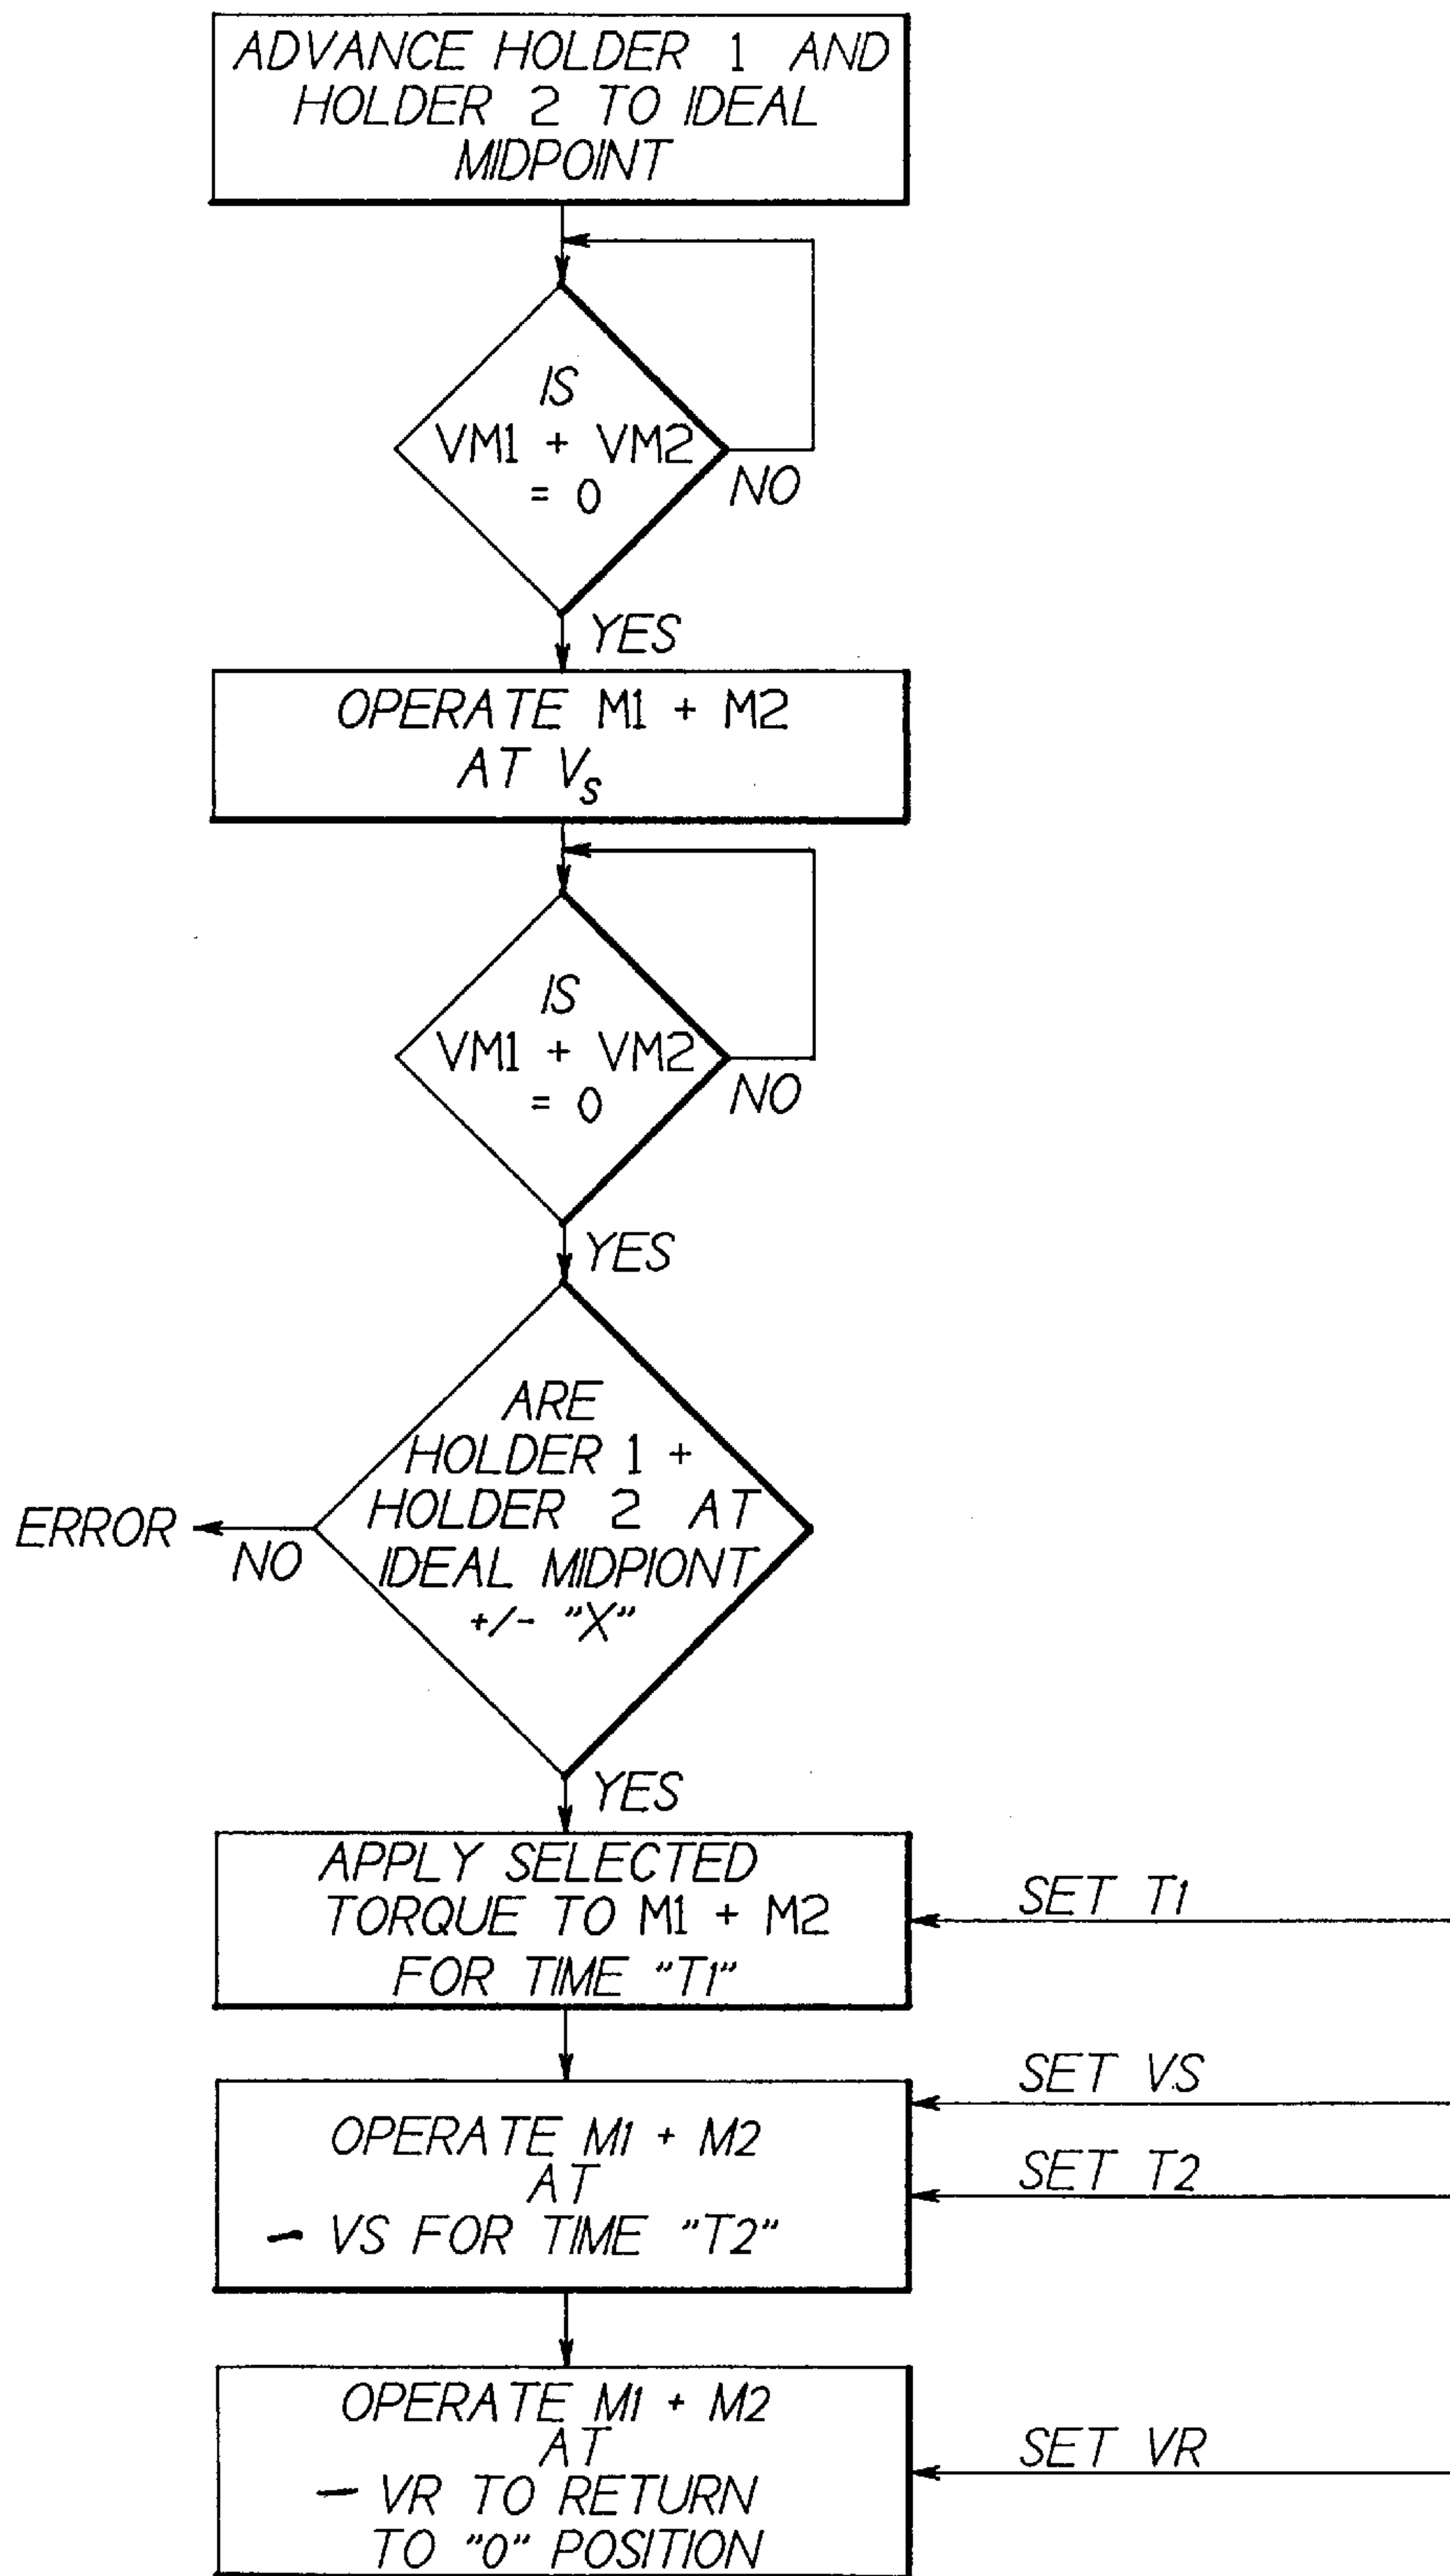 ADVANCE HOLDER 1 AND
HOLDER 2 TO IDEAL
MIDPOINT
IS
VM1 + VM2
= 0
NO
YES
OPERATE M1 + M2
AT Vs
IS
VM1 + VM2
= 0
NO
YES
ARE
HOLDER 1 +
HOLDER 2 AT
IDEAL MIDPIONT
+/- "X"
ERROR
NO
YES
APPLY SELECTED
TORQUE TO M1 + M2
FOR TIME "T1"
SET T1
OPERATE M1 + M2
AT
- VS FOR TIME "T2"
SET VS
SET T2
OPERATE M1 + M2
AT
- VR TO RETURN
TO "0" POSITION
SET VR